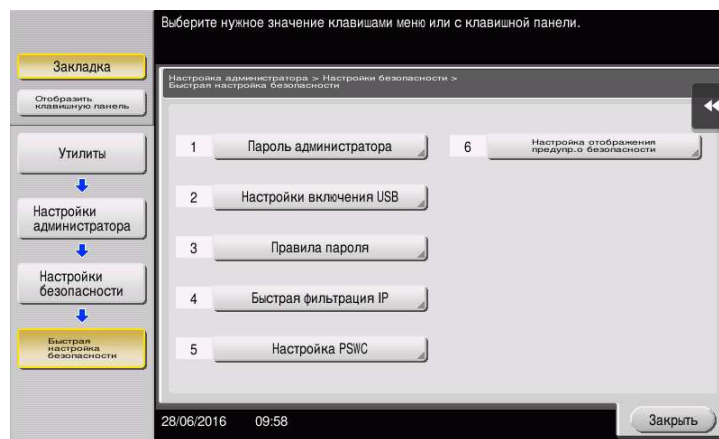 Выберите нужное значение клавишами меню или с клавишной панели.
Закладка
Отобразить
клавишную панель
Настройка администратора > Настройки безопасности >
Быстрая настройка безопасности
Утилиты
Настройки
администратора
Настройки
безопасности
Быстрая
настройка
безопасности
1 Пароль администратора
2 Настройки включения USB
3 Правила пароля
4 Быстрая фильтрация IP
5 Настройка PSWC
6 Настройка отображения
предупр.о безопасности
28/06/2016 09:58
Закрыть